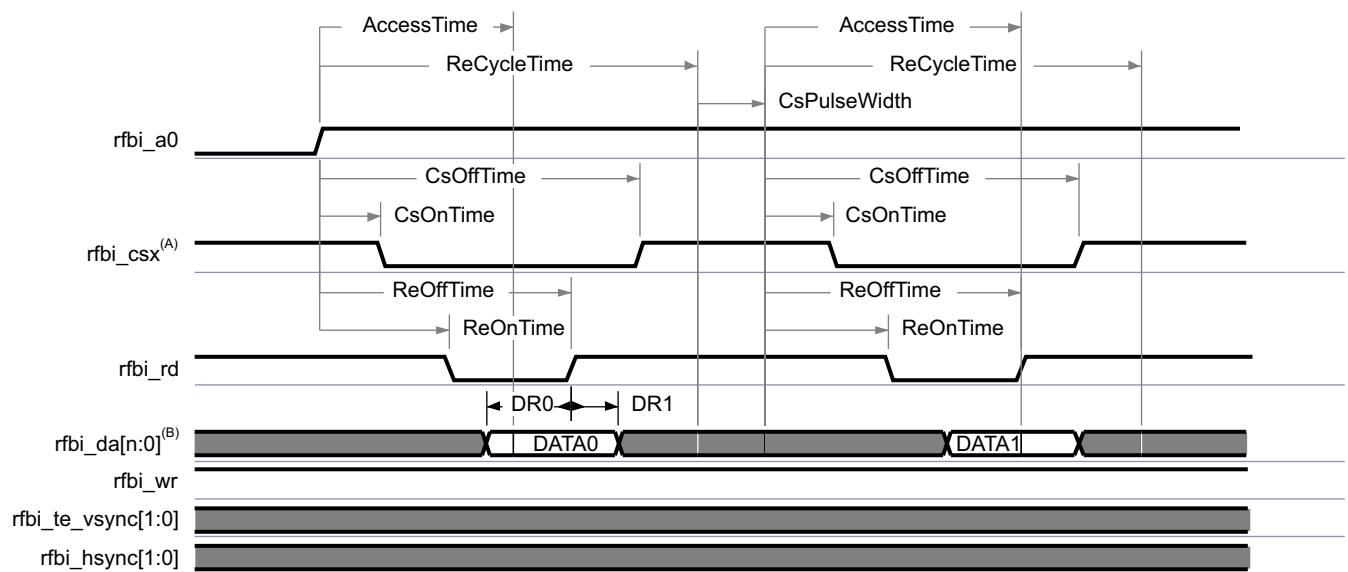 AccessTime AccessTime
ReCycleTime ReCycleTime
CsPulseWidth
rfbi_a0
CsOffTime CsOffTime
CsOnTime CsOnTime
rfbi_csx(A)
ReOffTime ReOffTime
ReOnTime ReOnTime
rfbi_rd
DR0 DR1
rfbi_da[n:0](B) DATA0 DATA1
rfbi_wr
rfbi_te_vsync[1:0]
rfbi_hsync[1:0]